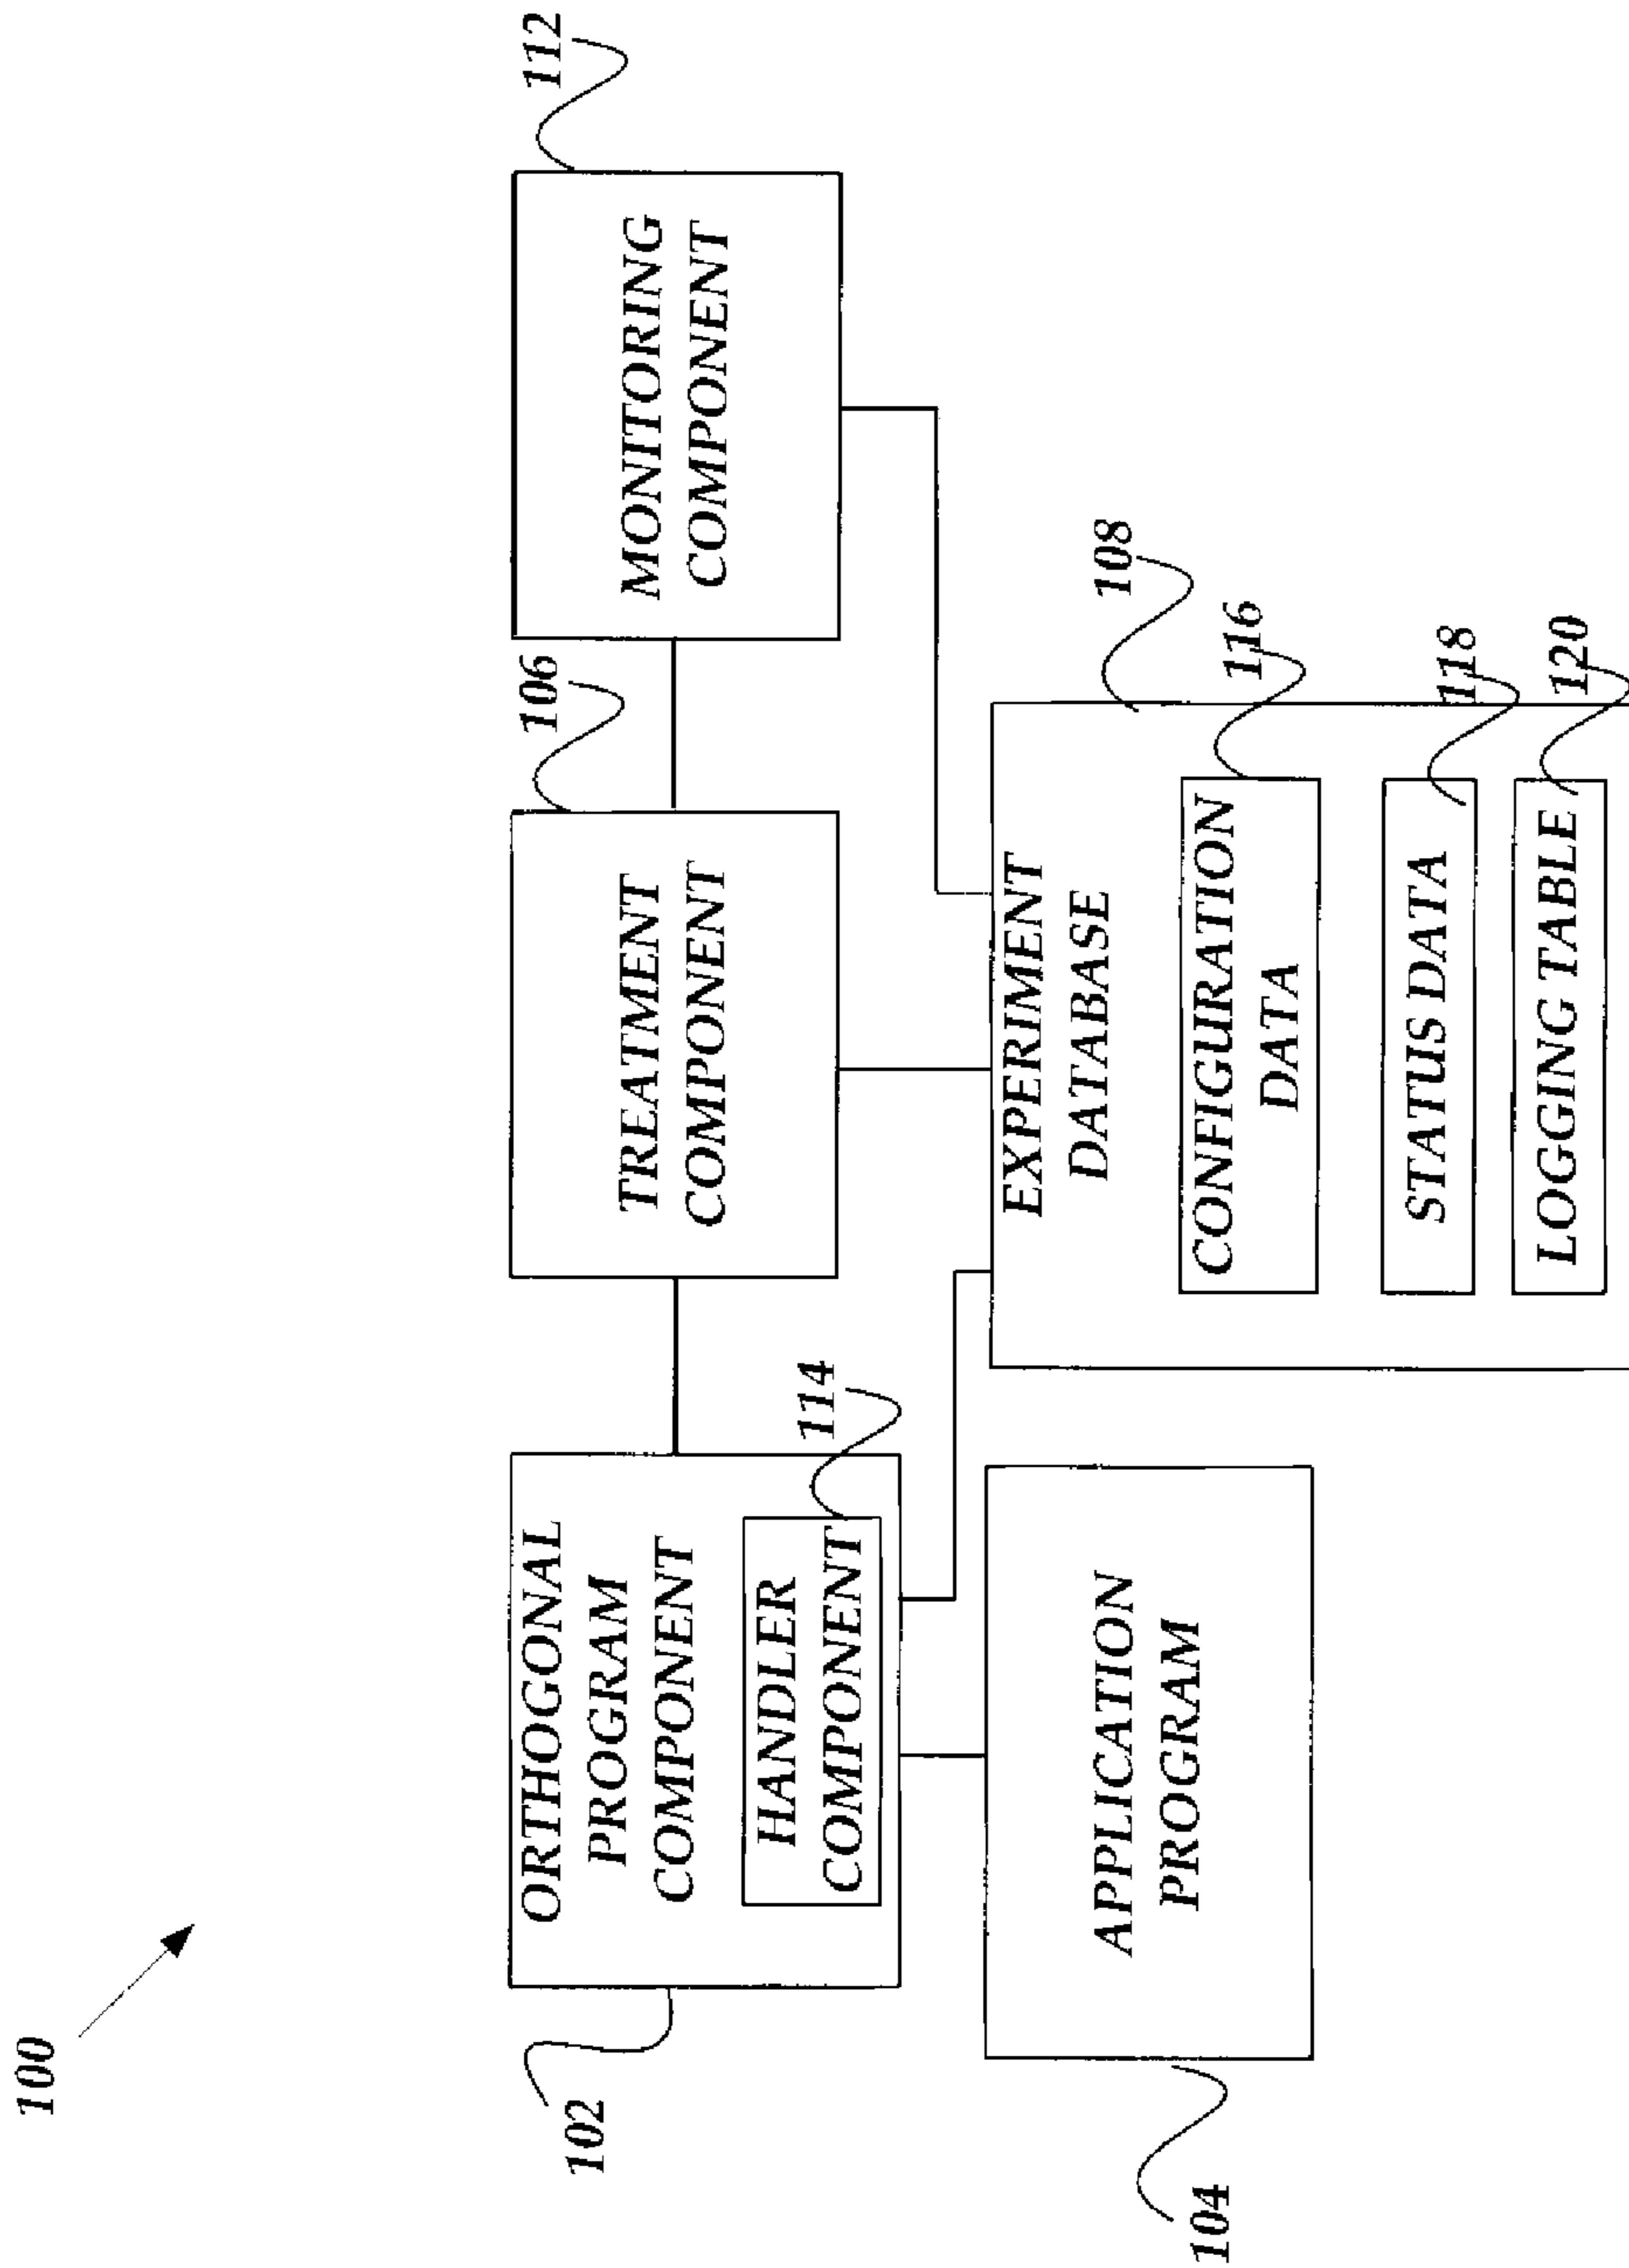 100
102
ORTHOGONAL
PROGRAM
COMPONENT
114
HANDLER
COMPONENT
106
TREATMENT
COMPONENT
112
MONITORING
COMPONENT
104
APPLICATION
PROGRAM
108
EXPERIMENT
DATABASE
116
CONFIGURATION
DATA
118
STATUS DATA
120
LOGGING TABLE